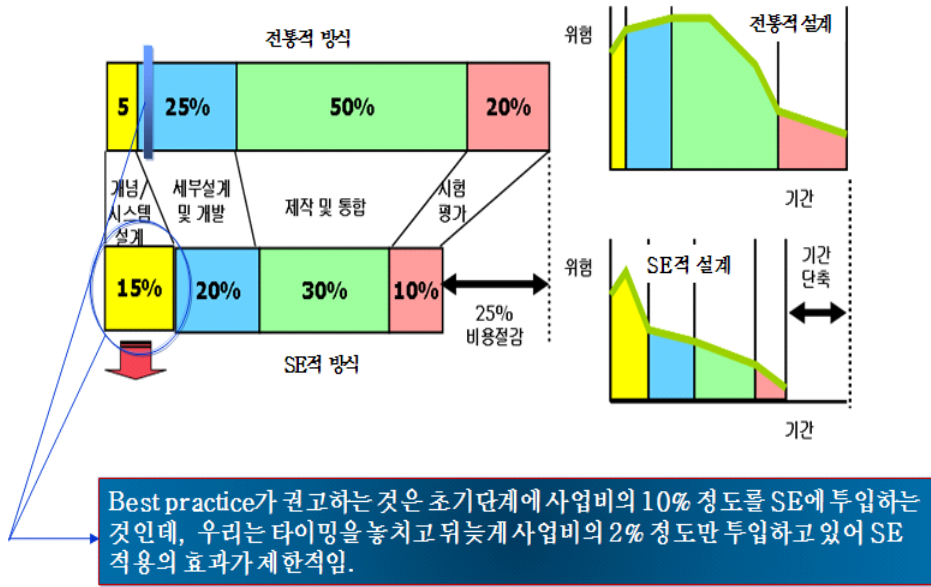 전통적 방식
5
25%
50%
20%
개념/
시스템
설계
세부설계
및 개발
제작 및 통합
시험
평가
15%
20%
30%
10%
25%
비용절감
SE적 방식
위험
전통적 설계
기간
위험
SE적 설계
기간
단축
기간
Best practice가 권고하는 것은 초기단계에 사업비의 10% 정도를 SE에 투입하는
것인데, 우리는 타이밍을 놓치고 뒤늦게 사업비의 2% 정도만 투입하고 있어 SE
적용의 효과가 제한적임.